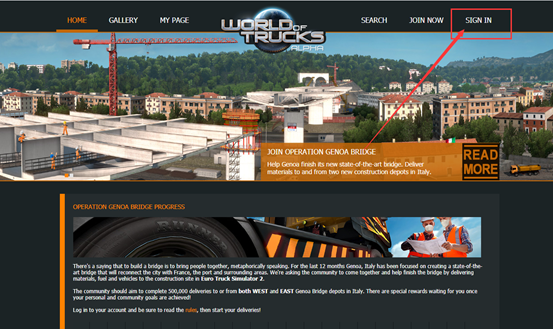 HOME GALLERY MY PAGE WORLD OF TRUCKS ALPHA SEARCH JOIN NOW SIGN IN
JOIN OPERATION GENOA BRIDGE
Help Genoa finish its new state-of-the-art bridge. Deliver
materials to and from two new construction depots in Italy.
READ
MORE
OPERATION GENOA BRIDGE PROGRESS
There's a saying that to build a bridge is to bring people together, metaphorically speaking. For the last 12 months Genoa, Italy has been focused on creating a state-of-the-
art bridge that will reconnect the city with France, the port and surrounding areas. We're asking the community to come together and help finish the bridge by delivering
materials, fuel and vehicles to the construction site in Euro Truck Simulator 2.
The community should aim to complete 500,000 deliveries to or from both WEST and EAST Genoa Bridge depots in Italy. There are special rewards waiting for you once
your personal and community goals are achieved!
Log in to your account and be sure to read the rules, then start your deliveries!